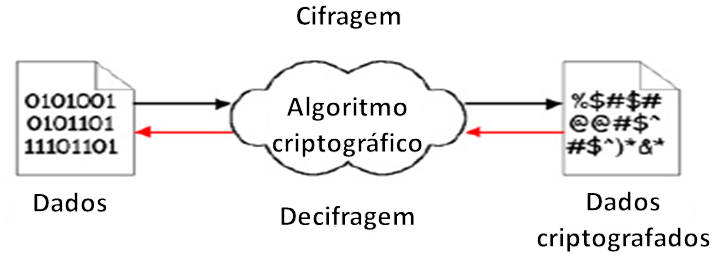 Cifragem
0101001
0101101
11101101
Algoritmo
criptográfico
%$#$#
@@#$^
#$^)*&*
Dados
Decifragem
Dados
criptografados